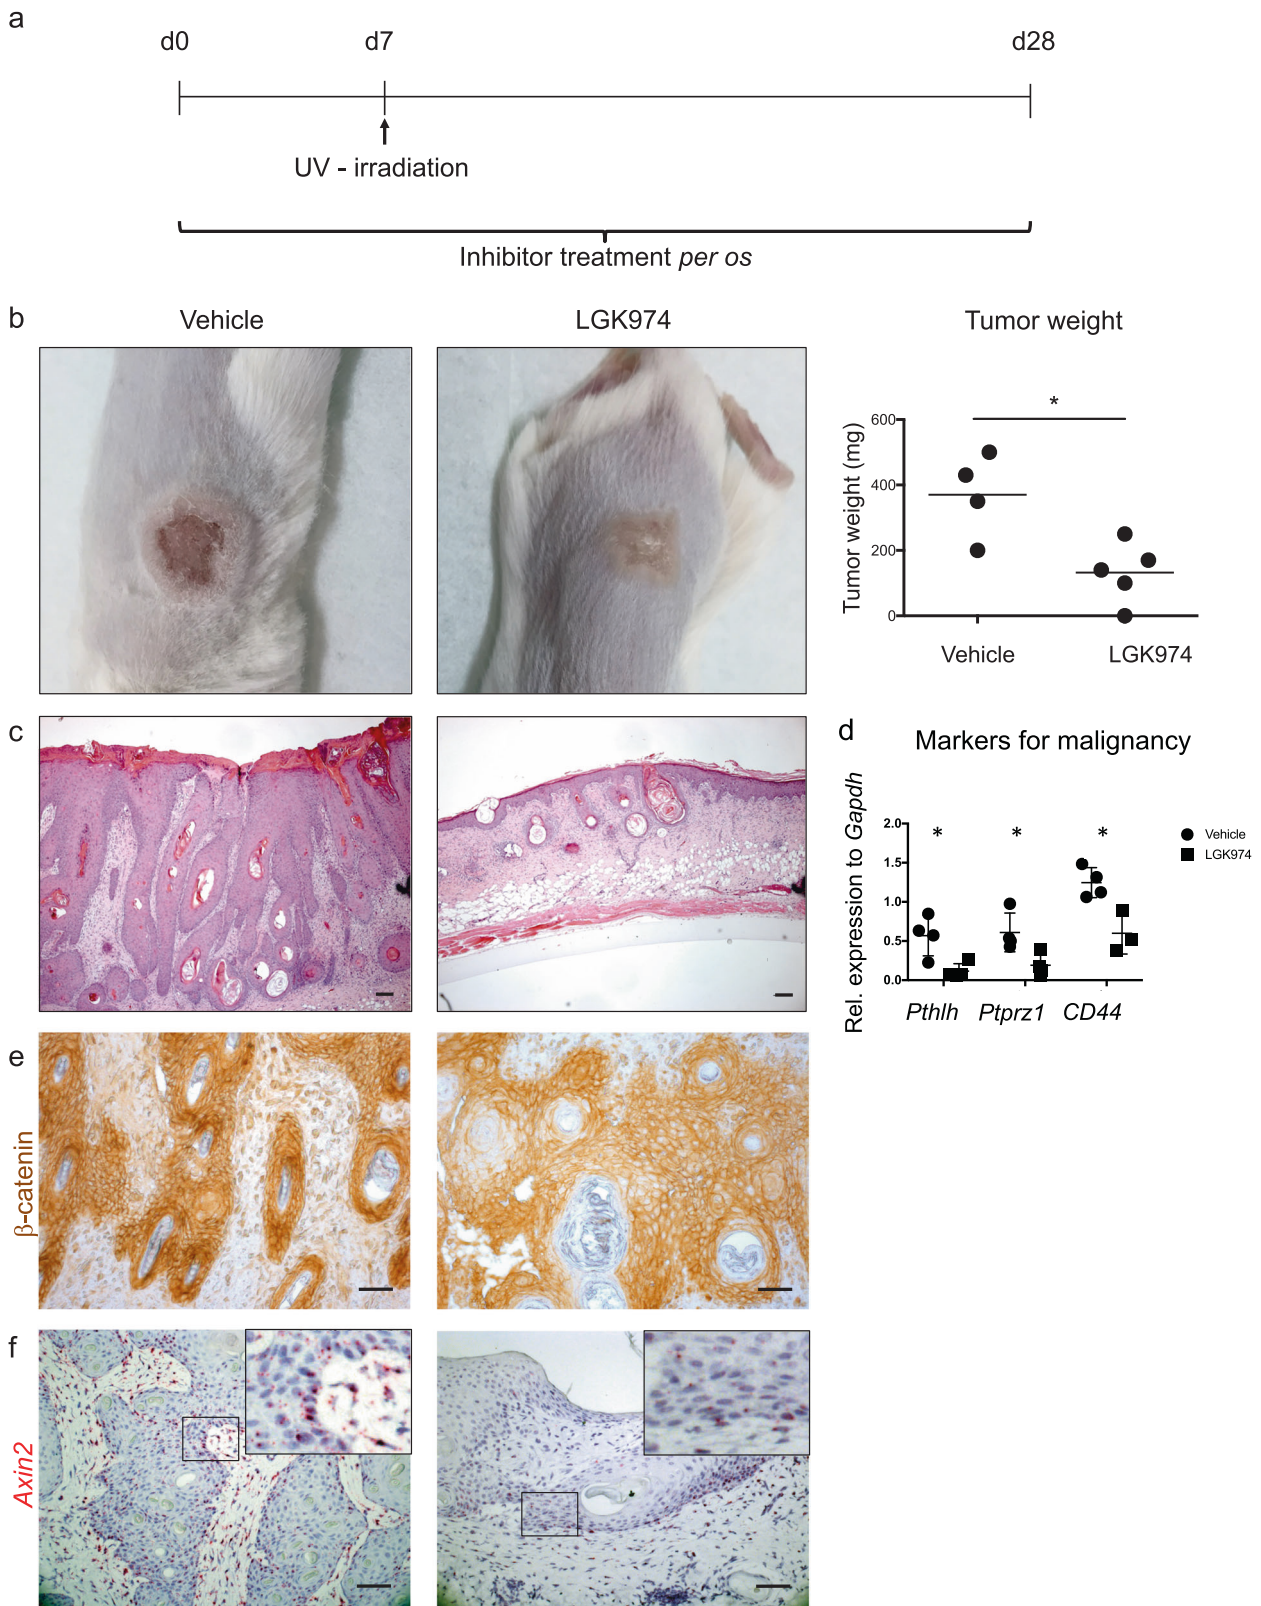 a
d0 d7 d28
UV - irradiation
Inhibitor treatment per os
b
Vehicle LGK974 Tumor weight
*
Tumor weight (mg)
600
400
200
0
Vehicle LGK974
c
d
Markers for malignancy
Rel. expression to Gapdh
2.0
1.5
1.0
0.5
0.0
* * *
Vehicle
LGK974
Pthlh Ptprz1 CD44
e
β-catenin
f
Axin2